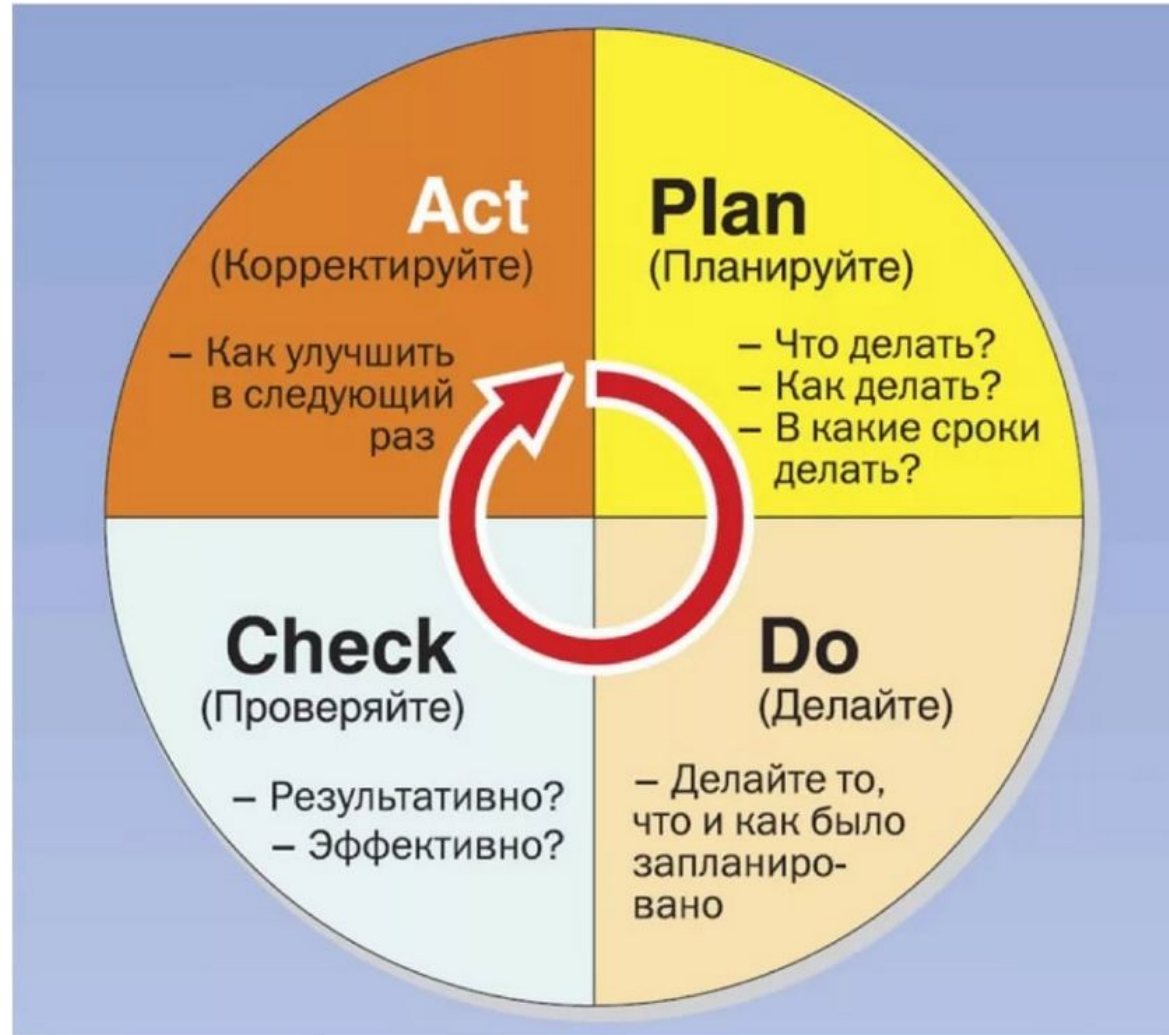 Act
(Корректируйте)
– Как улучшить
в следующий
раз
Plan
(Планируйте)
– Что делать?
– Как делать?
– В какие сроки
делать?
Check
(Проверяйте)
– Результативно?
– Эффективно?
Do
(Делайте)
– Делайте то,
что и как было
запланиро-
вано